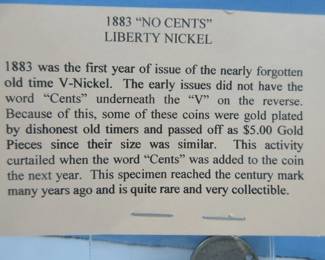 1883 "NO CENTS"
LIBERTY NICKEL
1883 was the first year of issue of the nearly forgotten
old time V-Nickel. The early issues did not have the
word "Cents" underneath the "V" on the reverse.
Because of this, some of these coins were gold plated
by dishonest old timers and passed off as $5.00 Gold
Pieces since their size was similar. This activity
curtailed when the word "Cents" was added to the coin
the next year. This specimen reached the century mark
many years ago and is quite rare and very collectible.